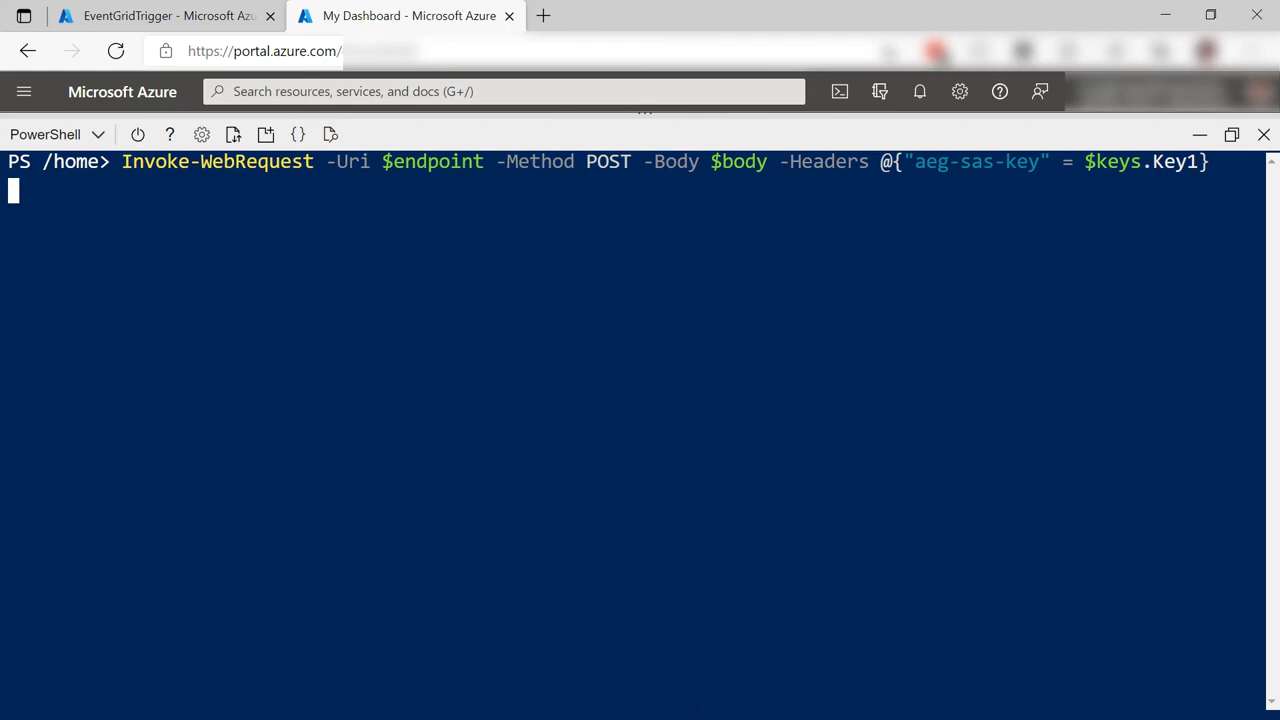 EventGridTrigger - Microsoft Azu
My Dashboard - Microsoft Azure
https://portal.azure.com/
Microsoft Azure
Search resources, services, and docs (G+/)
PowerShell
PS /home> Invoke-WebRequest -Uri $endpoint -Method POST -Body $body -Headers @{"aeg-sas-key" = $keys.Key1}